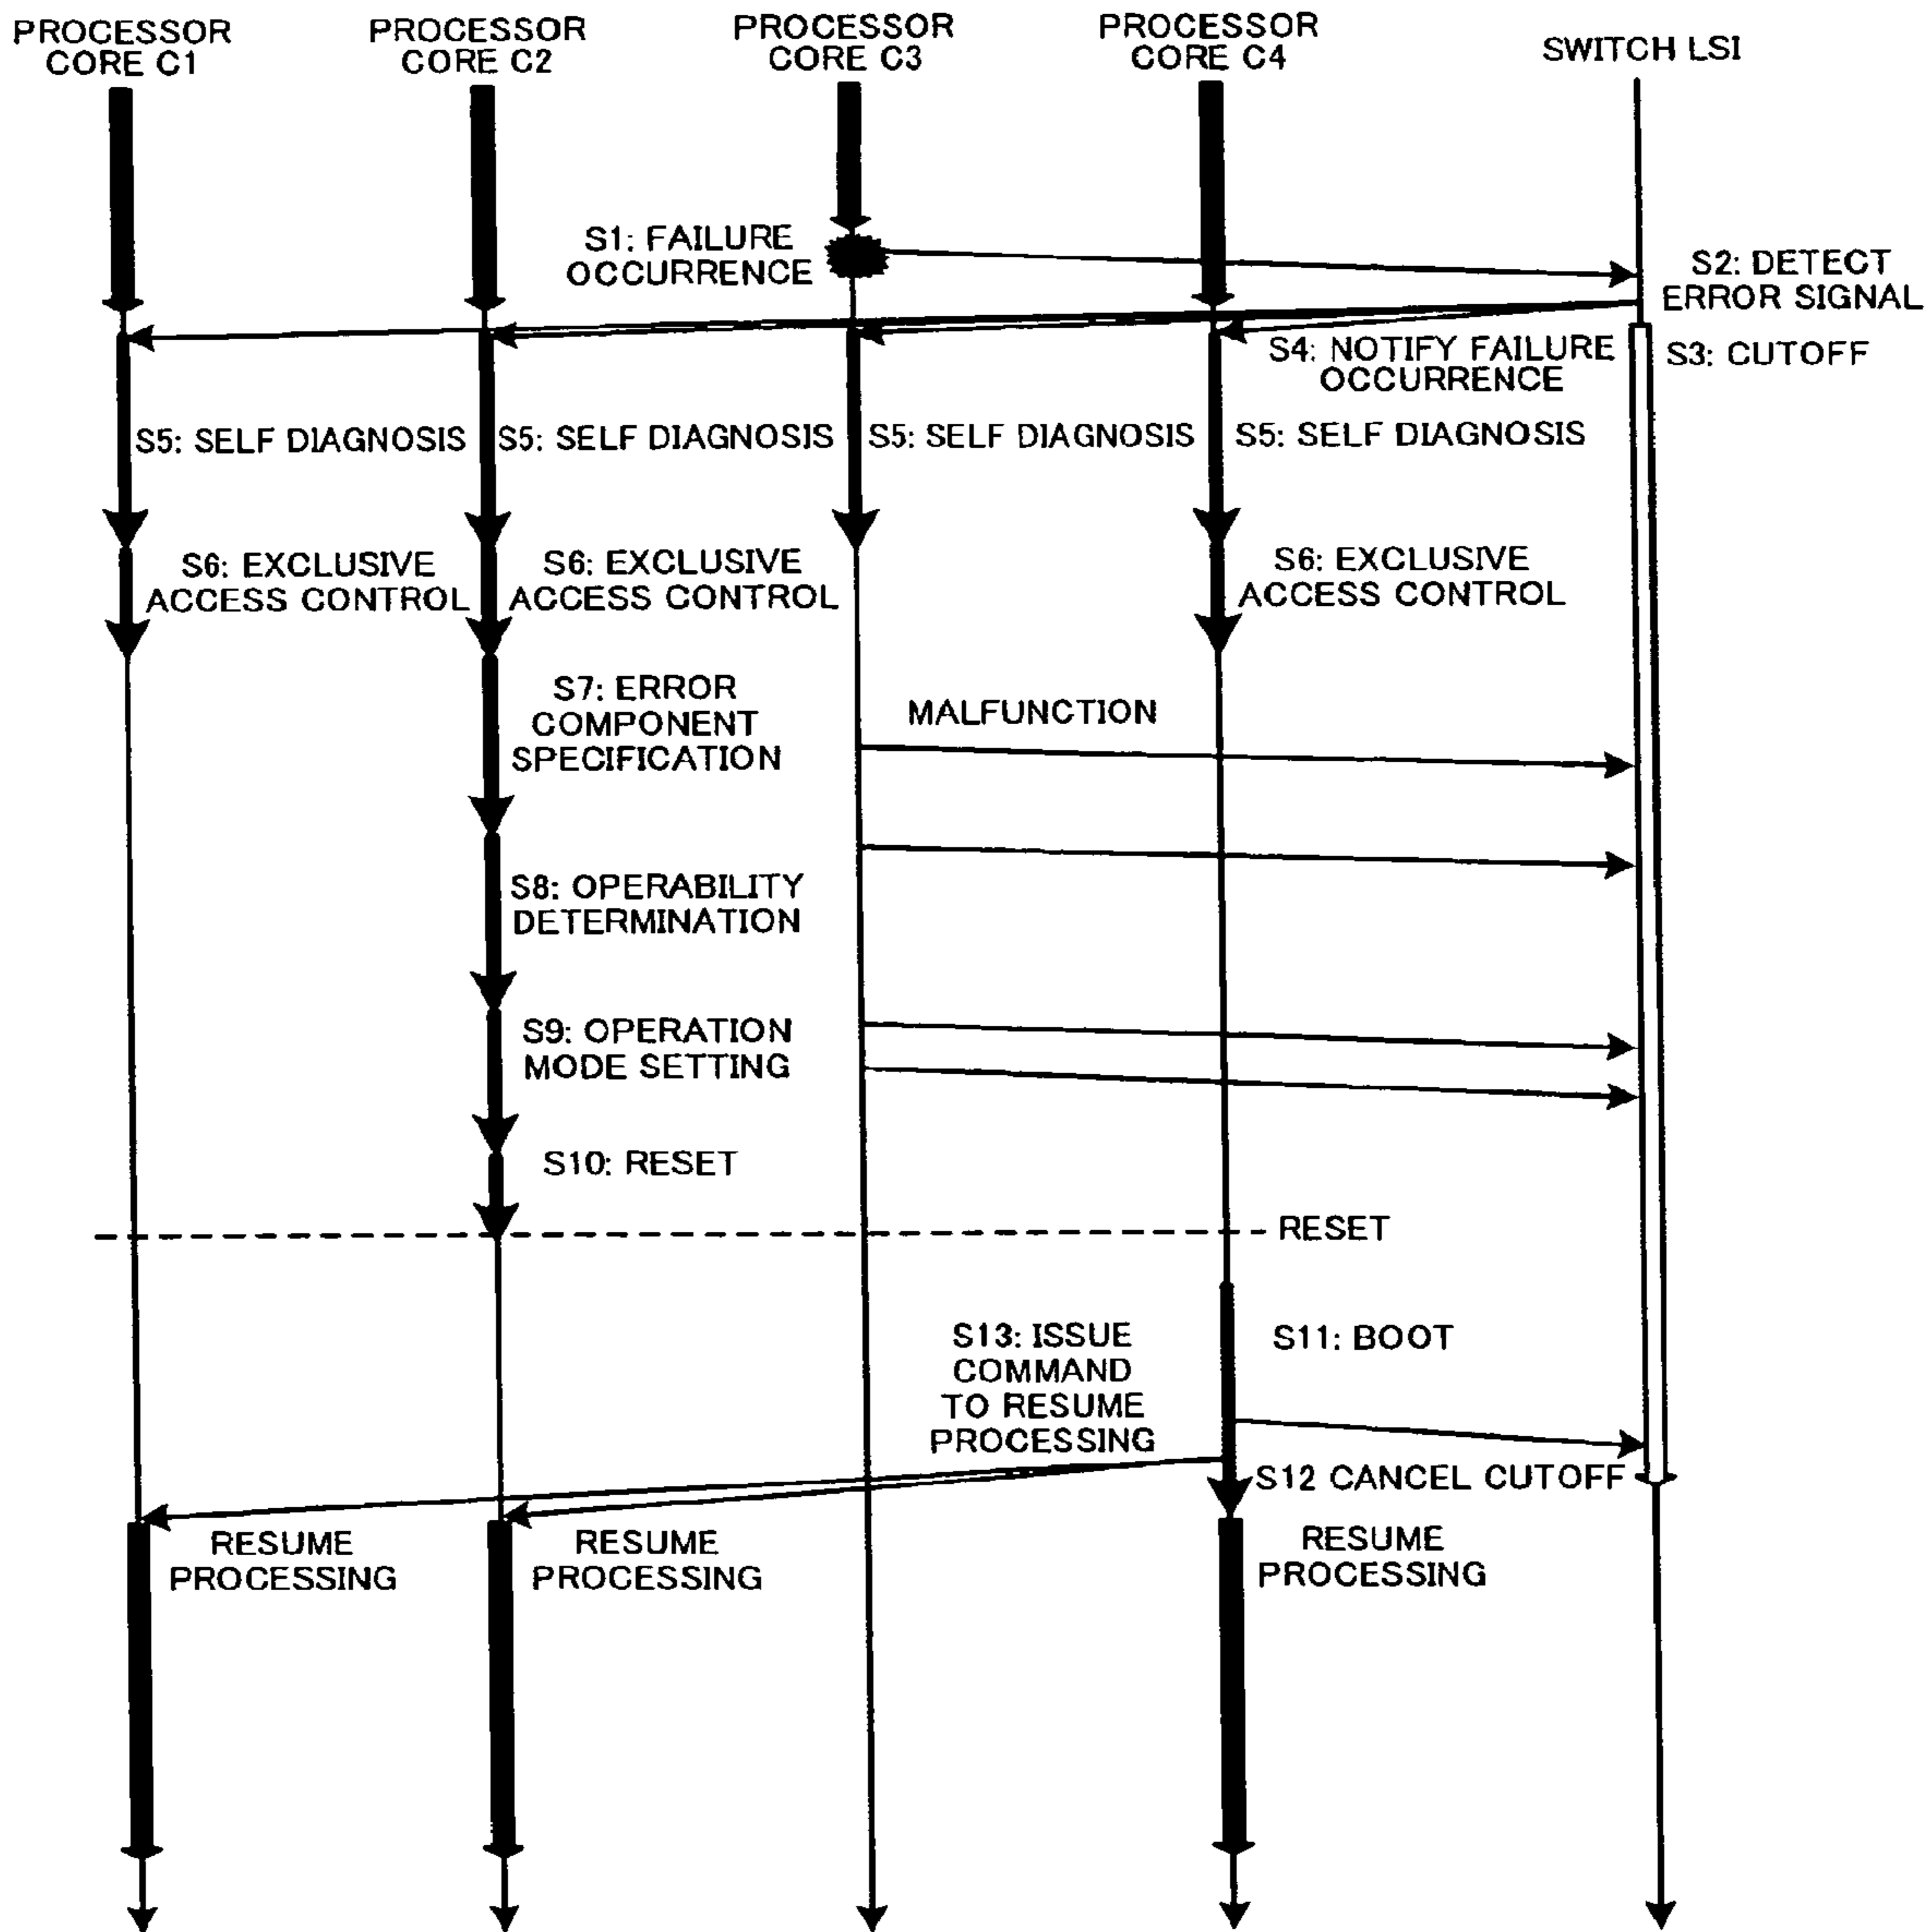 PROCESSOR
CORE C1
PROCESSOR
CORE C2
PROCESSOR
CORE C3
PROCESSOR
CORE C4
SWITCH LSI
S1: FAILURE
OCCURRENCE
S2: DETECT
ERROR SIGNAL
S4: NOTIFY FAILURE
OCCURRENCE
S3: CUTOFF
S5: SELF DIAGNOSIS
S5: SELF DIAGNOSIS
S5: SELF DIAGNOSIS
S5: SELF DIAGNOSIS
S6: EXCLUSIVE
ACCESS CONTROL
S6: EXCLUSIVE
ACCESS CONTROL
S6: EXCLUSIVE
ACCESS CONTROL
S7: ERROR
COMPONENT
SPECIFICATION
MALFUNCTION
S8: OPERABILITY
DETERMINATION
S9: OPERATION
MODE SETTING
S10: RESET
RESET
S13: ISSUE
COMMAND
TO RESUME
PROCESSING
S11: BOOT
S12 CANCEL CUTOFF
RESUME
PROCESSING
RESUME
PROCESSING
RESUME
PROCESSING